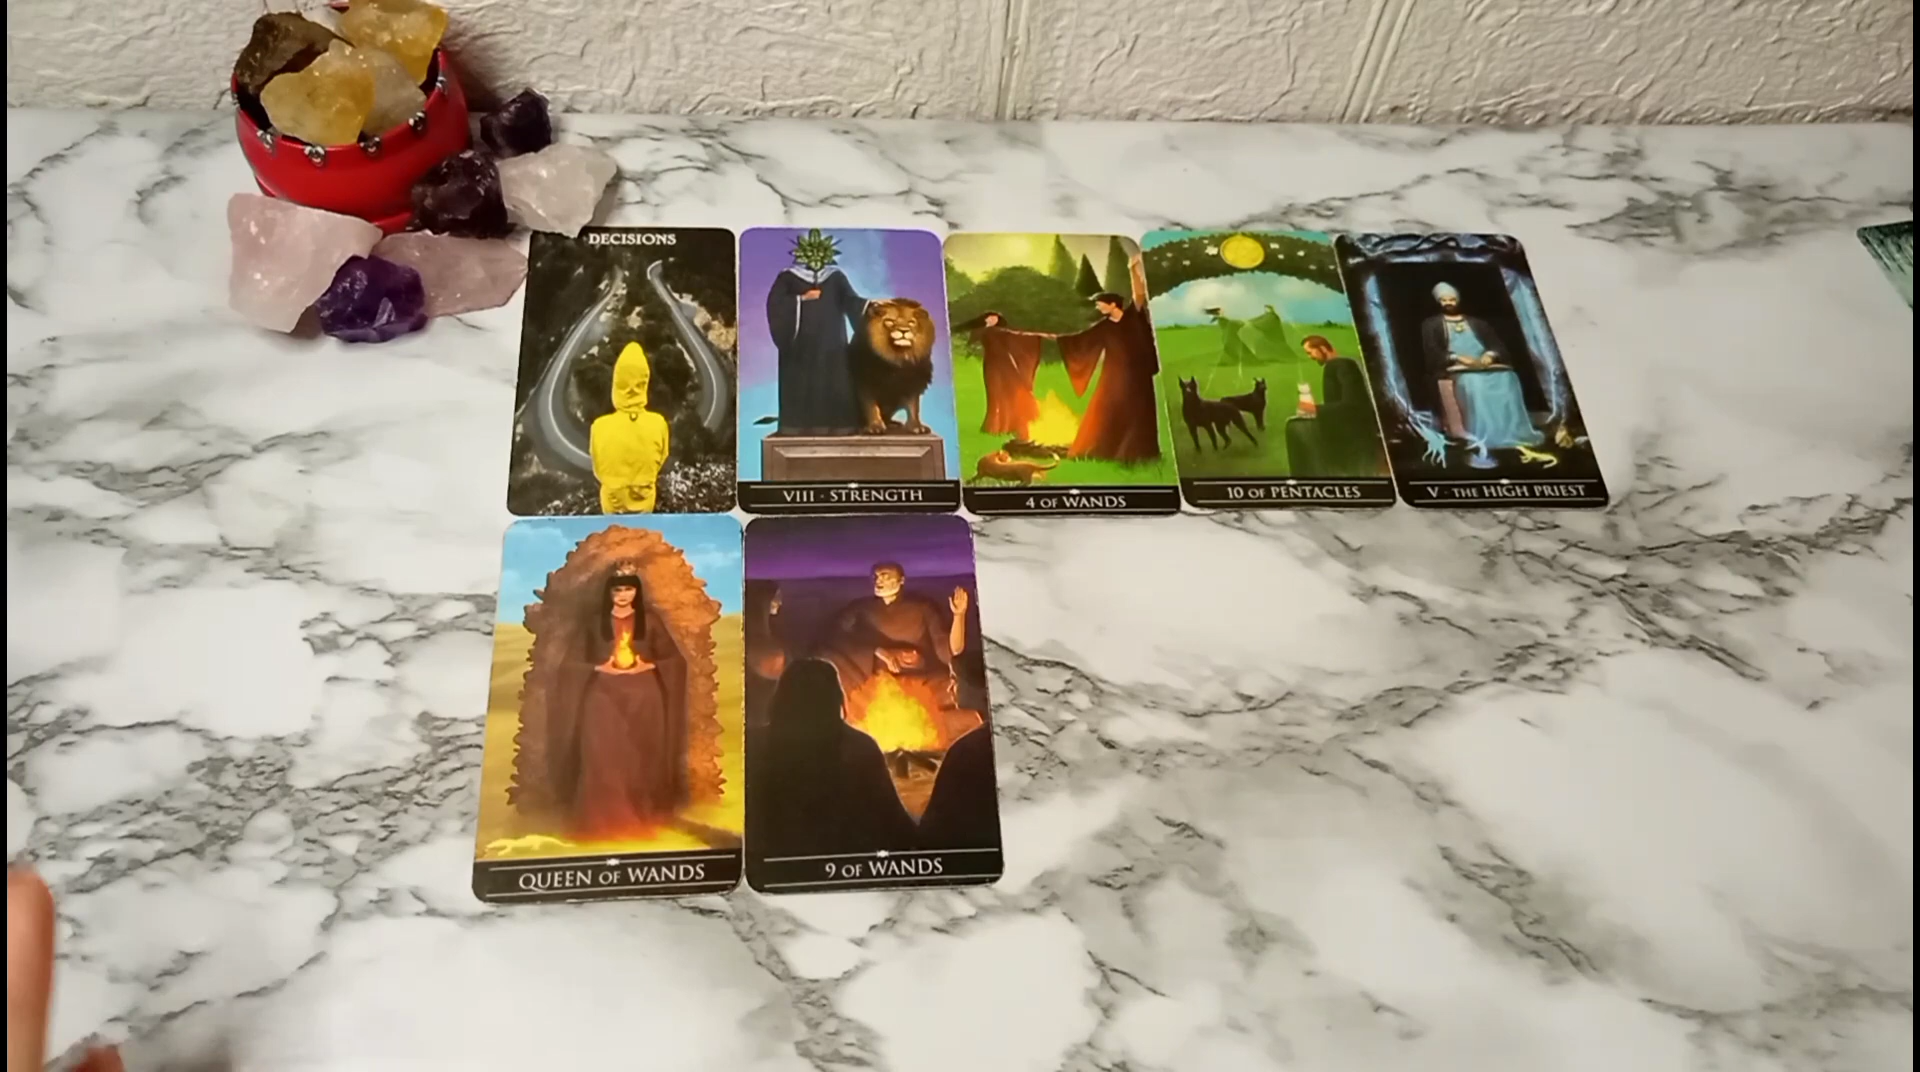 DECISIONS
VIII · STRENGTH
4 OF WANDS
10 OF PENTACLES
V · THE HIGH PRIEST
QUEEN OF WANDS
9 OF WANDS